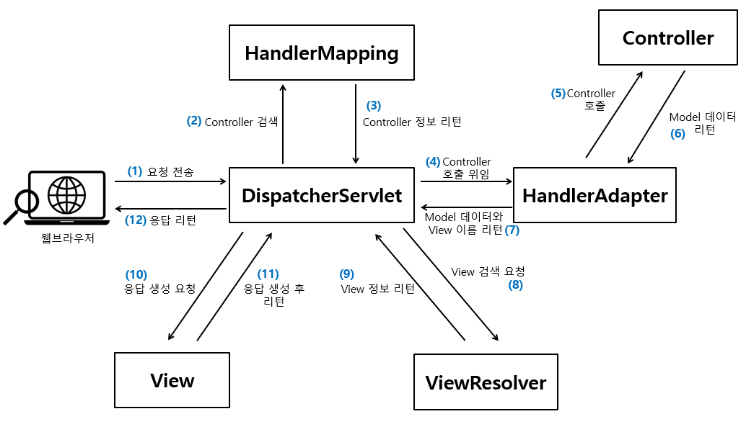 HandlerMapping
Controller
(2) Controller 검색
(3)
Controller 정보 리턴
(5) Controller
호출
Model 데이터
(6) 리턴
(1) 요청 전송
DispatcherServlet
(4) Controller
호출 위임
HandlerAdapter
(12) 응답 리턴
웹브라우저
Model 데이터와
View 이름 리턴 (7)
(10)
응답 생성 요청
(11)
응답 생성 후
리턴
(9)
View 정보 리턴
View 검색 요청
(8)
View
ViewResolver